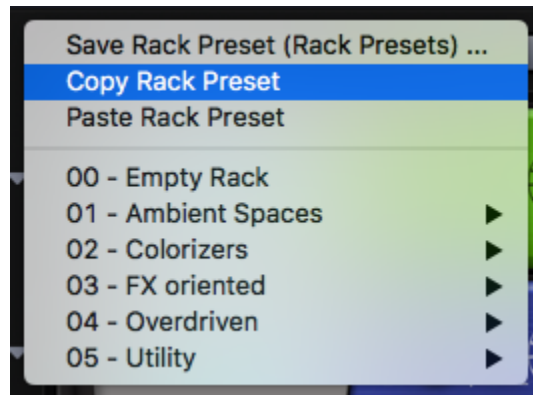 Save Rack Preset (Rack Presets) ...
Copy Rack Preset
Paste Rack Preset
00 - Empty Rack
01 - Ambient Spaces
02 - Colorizers
03 - FX oriented
04 - Overdriven
05 - Utility